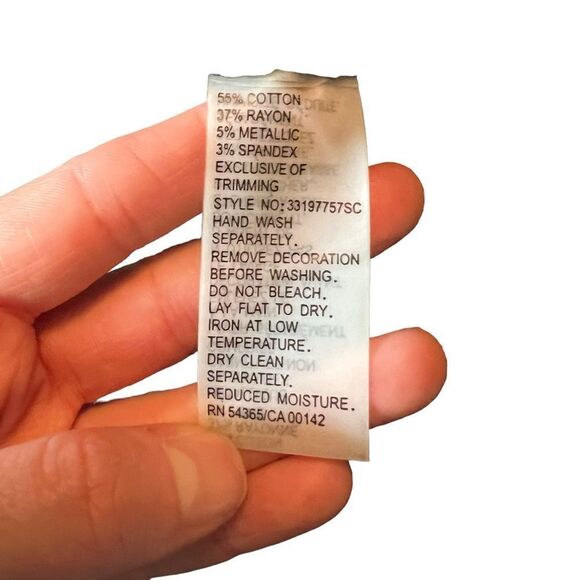 55% COTTON
37% RAYON
5% METALLIC
3% SPANDEX
EXCLUSIVE OF
TRIMMING
STYLE NO:33197757SC
HAND WASH
SEPARATELY.
REMOVE DECORATION
BEFORE WASHING.
DO NOT BLEACH.
LAY FLAT TO DRY.
IRON AT LOW
TEMPERATURE.
DRY CLEAN
SEPARATELY.
REDUCED MOISTURE.
RN 54365/CA 00142